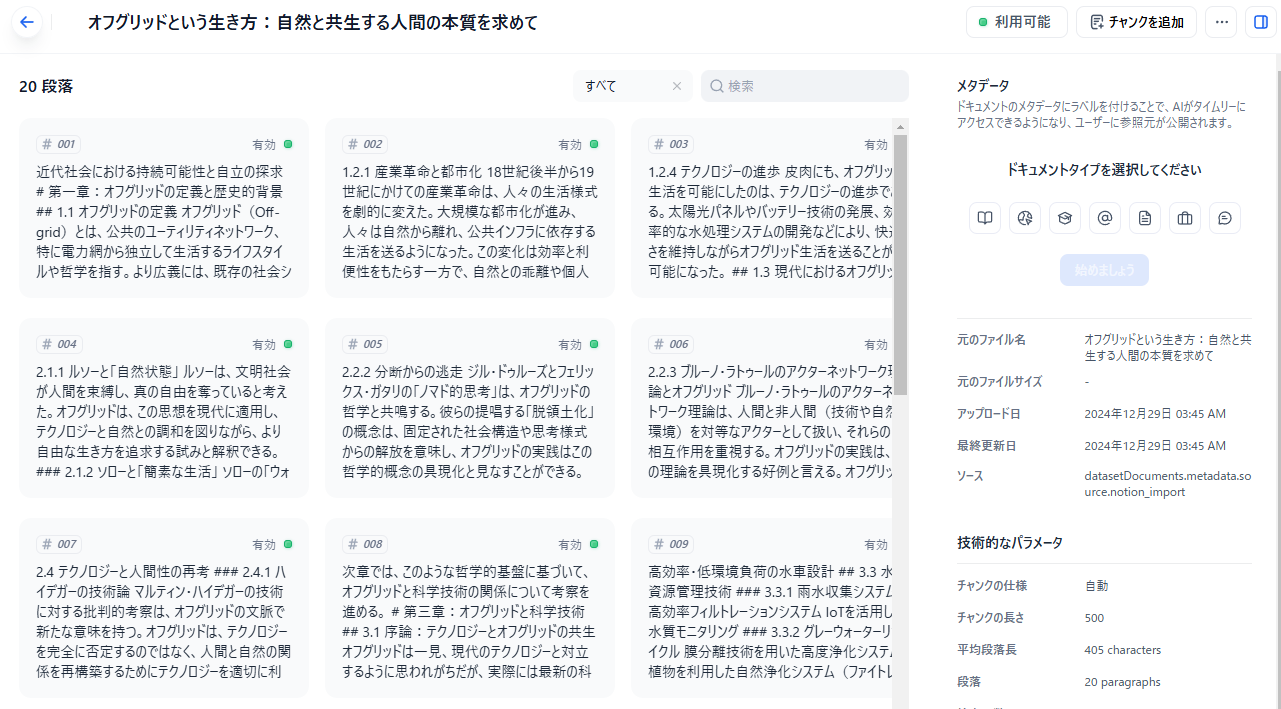 オフグリッドという生き方：自然と共生する人間の本質を求めて
利用可能
チャンクを追加
20 段落
すべて
検索
# 001 有効
近代社会における持続可能性と自立の探求
# 第一章：オフグリッドの定義と歴史的背景
## 1.1 オフグリッドの定義 オフグリッド（Off-
grid）とは、公共のユーティリティネットワーク、
特に電力網から独立して生活するライフスタイ
ルや哲学を指す。より広義には、既存の社会シ
# 002 有効
1.2.1 産業革命と都市化 18世紀後半から19
世紀にかけての産業革命は、人々の生活様式
を劇的に変えた。大規模な都市化が進み、
人々は自然から離れ、公共インフラに依存する
生活を送るようになった。この変化は効率と利
便性をもたらす一方で、自然との乖離や個人
# 003 有効
1.2.4 テクノロジーの進歩 皮肉にも、オフグリッ
生活を可能にしたのは、テクノロジーの進歩で
る。太陽光パネルやバッテリー技術の発展、効
率的な水処理システムの開発などにより、快
さを維持しながらオフグリッド生活を送ることが
可能になった。 ## 1.3 現代におけるオフグリッ
# 004 有効
2.1.1 ルソーと「自然状態」 ルソーは、文明社会
が人間を束縛し、真の自由を奪っていると考え
た。オフグリッドは、この思想を現代に適用し、
テクノロジーと自然との調和を図りながら、より
自由な生き方を追求する試みと解釈できる。
### 2.1.2 ソローと「簡素な生活」 ソローの「ウォ
# 005 有効
2.2.2 分断からの逃走 ジル・ドゥルーズとフェリッ
クス・ガタリの「ノマド的思考」は、オフグリッドの
哲学と共鳴する。彼らの提唱する「脱領土化」
の概念は、固定された社会構造や思考様式
からの解放を意味し、オフグリッドの実践はこの
哲学的概念の具現化と見なすことができる。
# 006 有効
2.2.3 ブルーノ・ラトゥールのアクターネットワーク
論とオフグリッド ブルーノ・ラトゥールのアクターネ
トワーク理論は、人間と非人間（技術や自然
環境）を対等なアクターとして扱い、それらの
相互作用を重視する。オフグリッドの実践は、
の理論を具現化する好例と言える。オフグリッ
# 007 有効
2.4 テクノロジーと人間性の再考 ### 2.4.1 ハ
イデガーの技術論 マルティン・ハイデガーの技術
に対する批判的考察は、オフグリッドの文脈で
新たな意味を持つ。オフグリッドは、テクノロジー
を完全に否定するのではなく、人間と自然の関
係を再構築するためにテクノロジーを適切に利
# 008 有効
次章では、このような哲学的基盤に基づいて、
オフグリッドと科学技術の関係について考察を
進める。 # 第三章：オフグリッドと科学技術
## 3.1 序論：テクノロジーとオフグリッドの共生
オフグリッドは一見、現代のテクノロジーと対立
するように思われがちだが、実際には最新の科
# 009 有効
高効率・低環境負荷の水車設計 ## 3.3 水
資源管理技術 ### 3.3.1 雨水収集システム
高効率フィルトレーションシステム IoTを活用し
水質モニタリング ### 3.3.2 グレーウォーターリ
イクル 膜分離技術を用いた高度浄化システム
植物を利用した自然浄化システム（ファイトレ
メタデータ
ドキュメントのメタデータにラベルを付けることで、AIがタイムリーに
アクセスできるようになり、ユーザーに参照元が公開されます。
ドキュメントタイプを選択してください
始めましょう
元のファイル名 オフグリッドという生き方：自然と共
生する人間の本質を求めて
元のファイルサイズ -
アップロード日 2024年12月29日 03:45 AM
最終更新日 2024年12月29日 03:45 AM
ソース datasetDocuments.metadata.so
urce.notion_import
技術的なパラメータ
チャンクの仕様 自動
チャンクの長さ 500
平均段落長 405 characters
段落 20 paragraphs